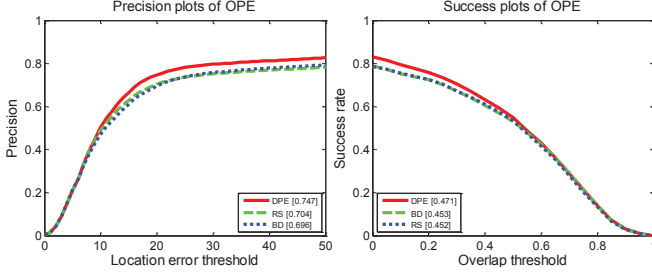 Precision plots of OPE
1
0.8
0.6
0.4
0.2
0
Precision
0 10 20 30 40 50
Location error threshold
DPE [0.747]
RS [0.704]
BD [0.696]
Success plots of OPE
1
0.8
0.6
0.4
0.2
0
Success rate
0 0.2 0.4 0.6 0.8 1
Overlap threshold
DPE [0.471]
BD [0.453]
RS [0.452]